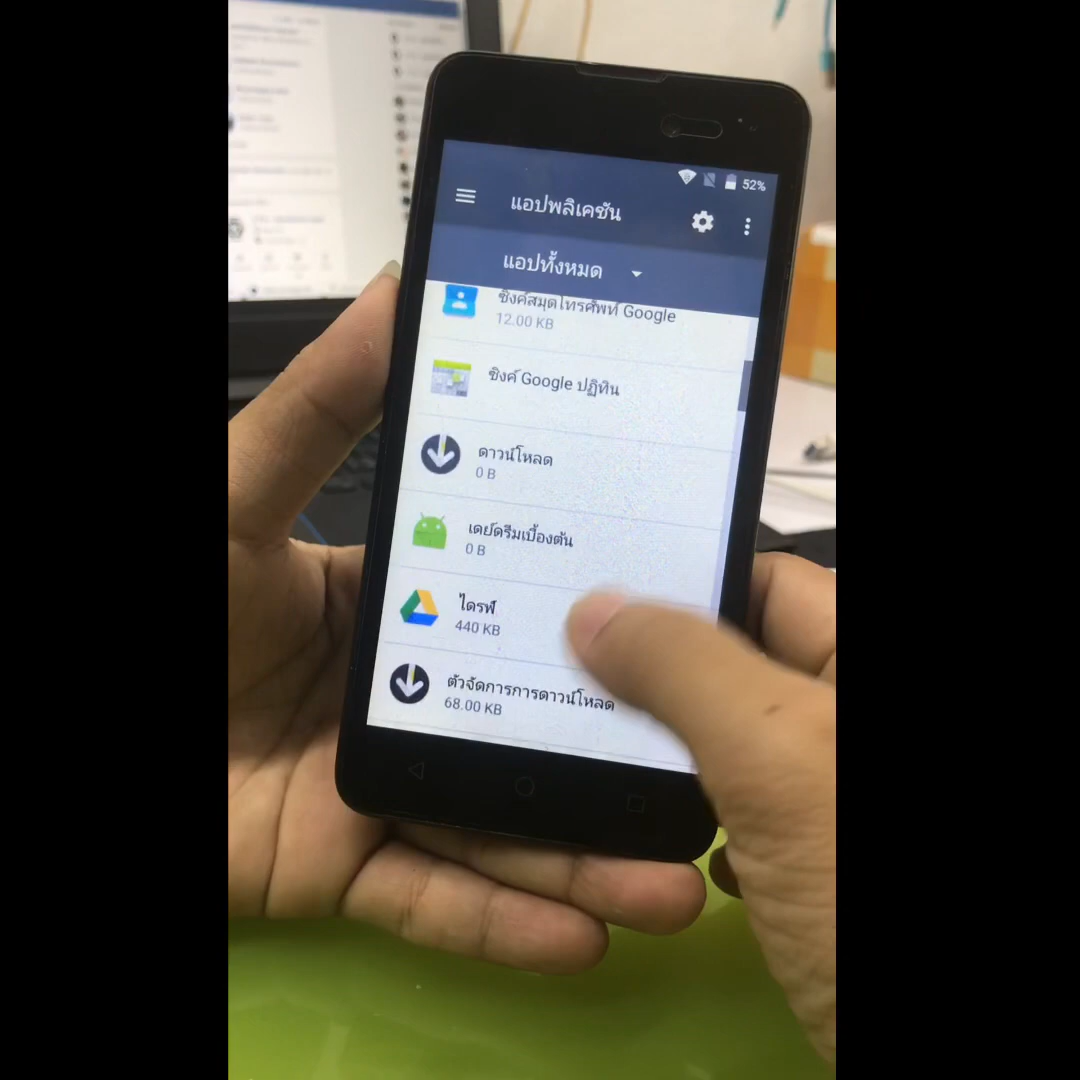 52%
แอปพลิเคชัน
แอปทั้งหมด
ซิงค์สมุดโทรศัพท์ Google
12.00 KB
ซิงค์ Google ปฏิทิน
ดาวน์โหลด
0 B
เดย์ดรีมเบื้องต้น
0 B
ไดรฟ์
440 KB
ตัวจัดการการดาวน์โหลด
68.00 KB